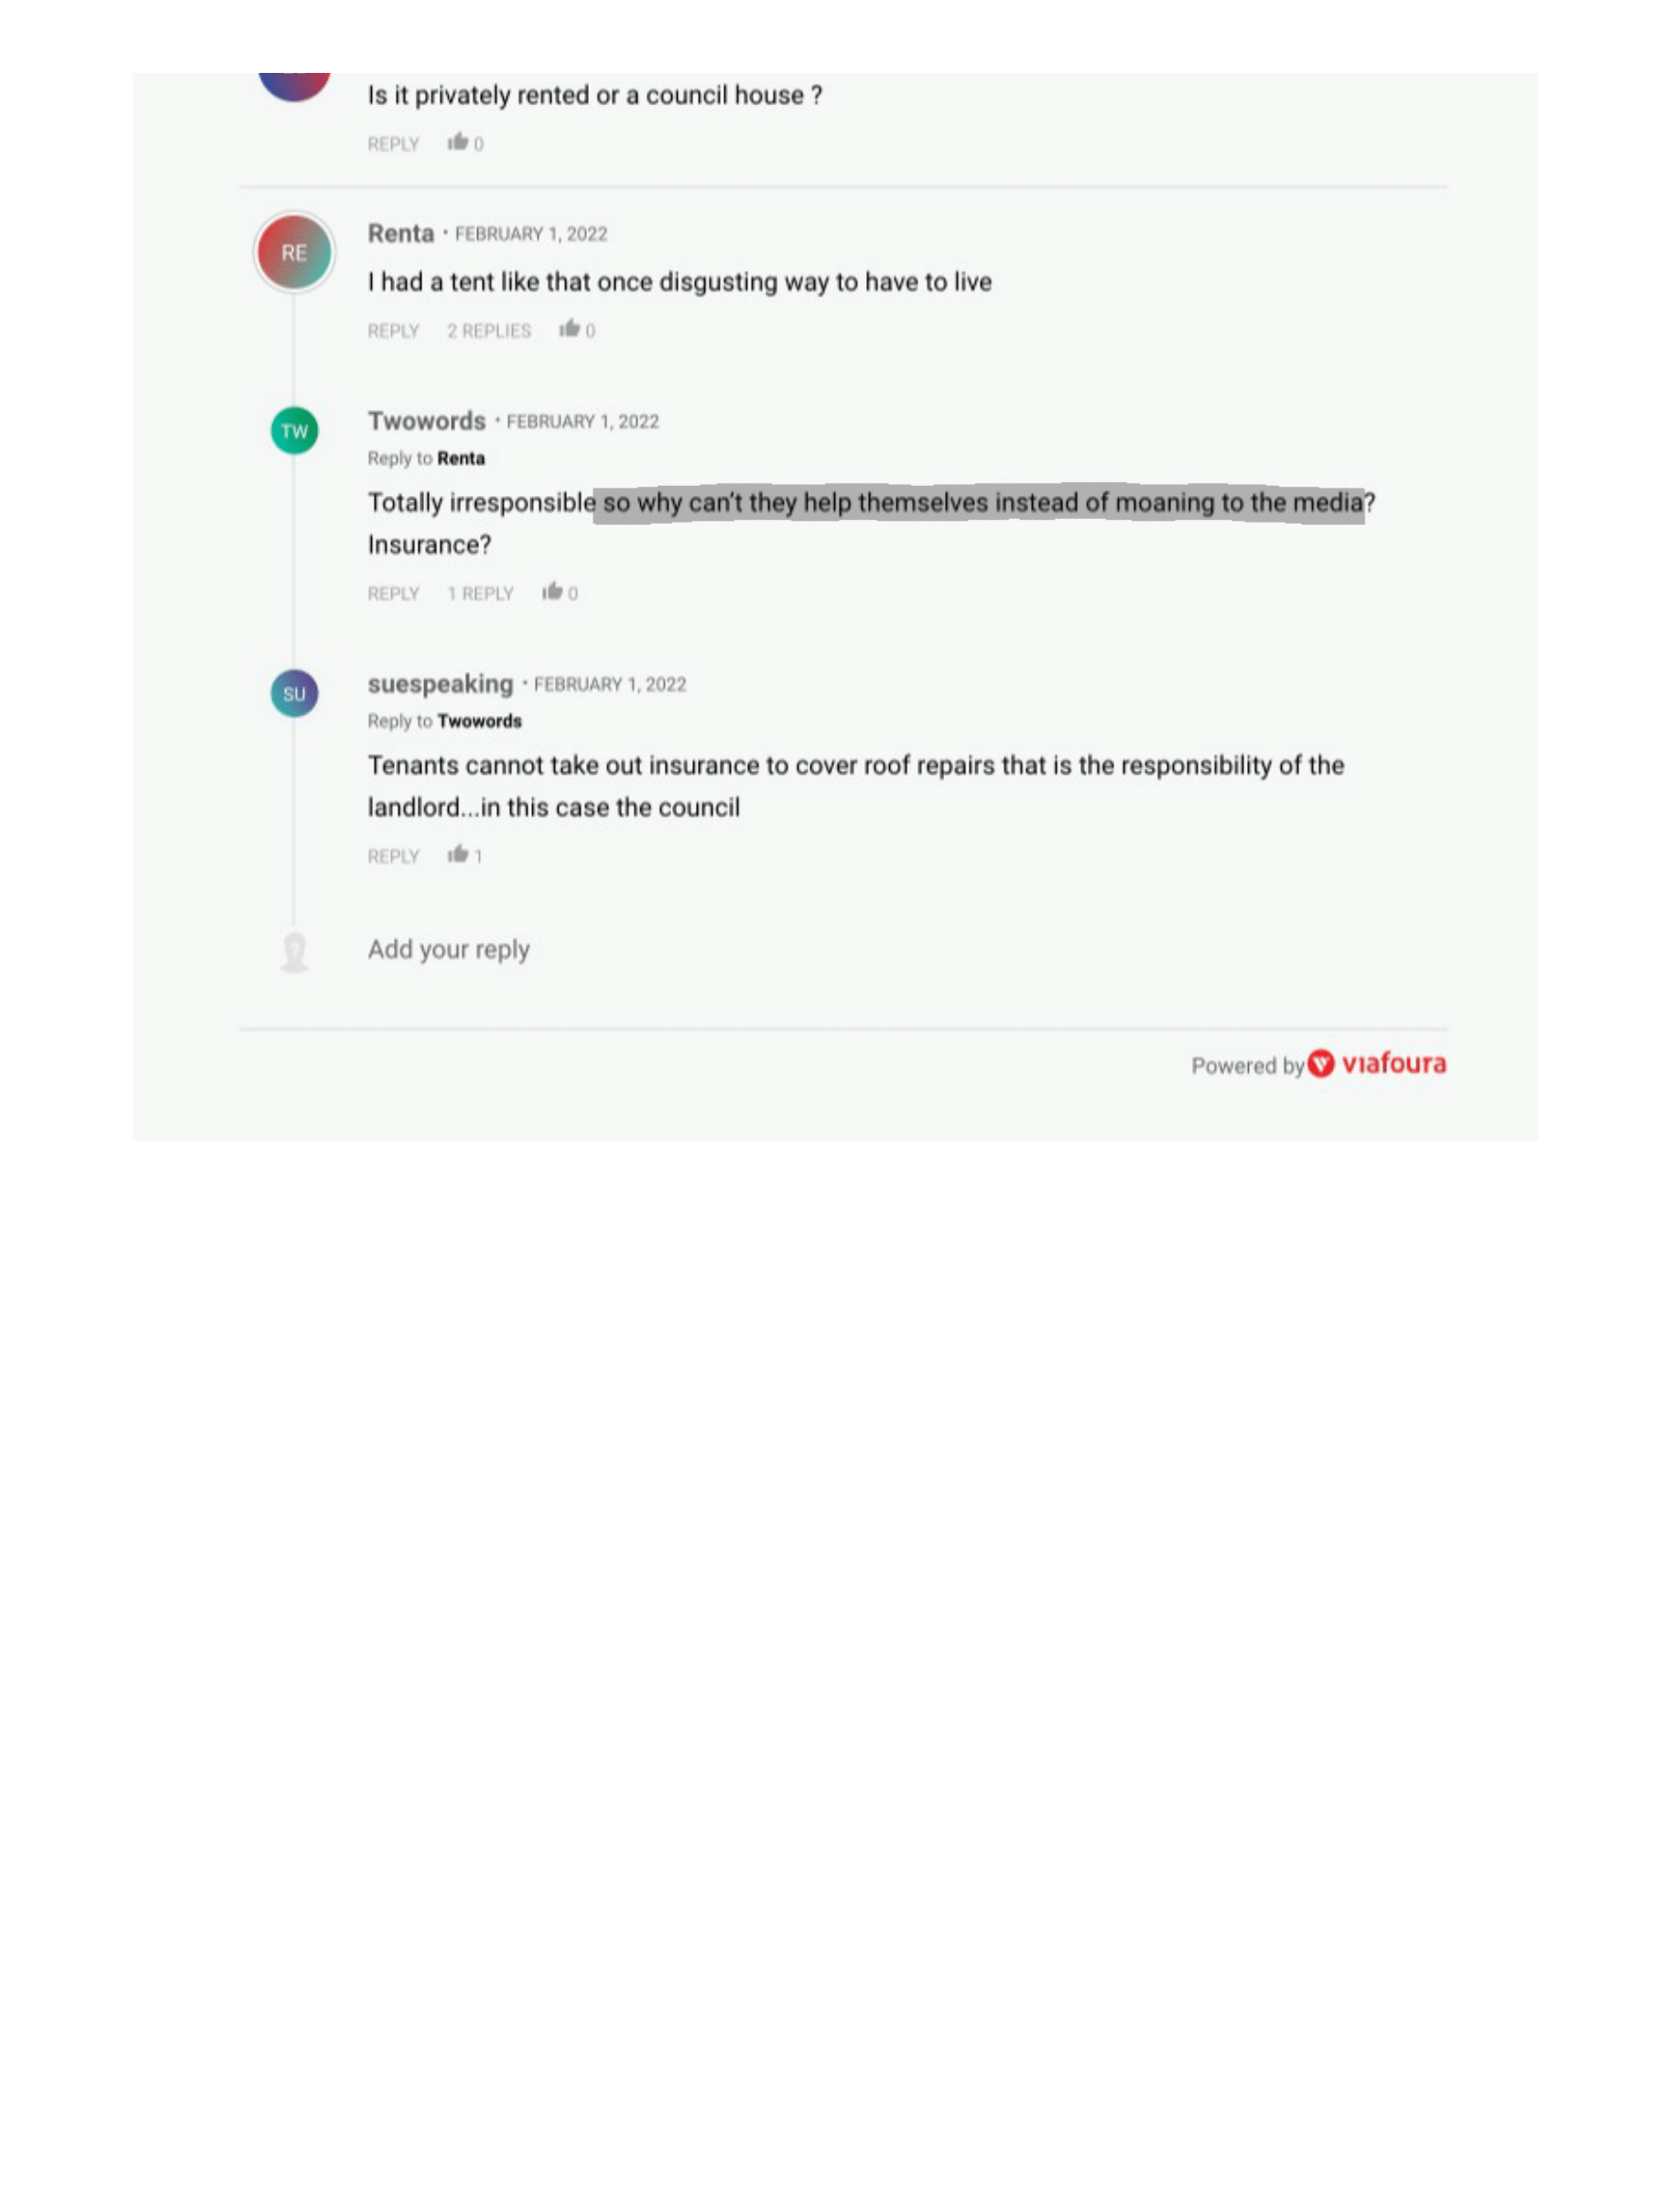 Is it privately rented or a council house ?
REPLY 0
RE
Renta · FEBRUARY 1, 2022
I had a tent like that once disgusting way to have to live
REPLY 2 REPLIES 0
TW
Twowords · FEBRUARY 1, 2022
Reply to Renta
Totally irresponsible so why can't they help themselves instead of moaning to the media?
Insurance?
REPLY 1 REPLY 0
SU
suespeaking · FEBRUARY 1, 2022
Reply to Twowords
Tenants cannot take out insurance to cover roof repairs that is the responsibility of the
landlord...in this case the council
REPLY 1
Add your reply
Powered by viafoura